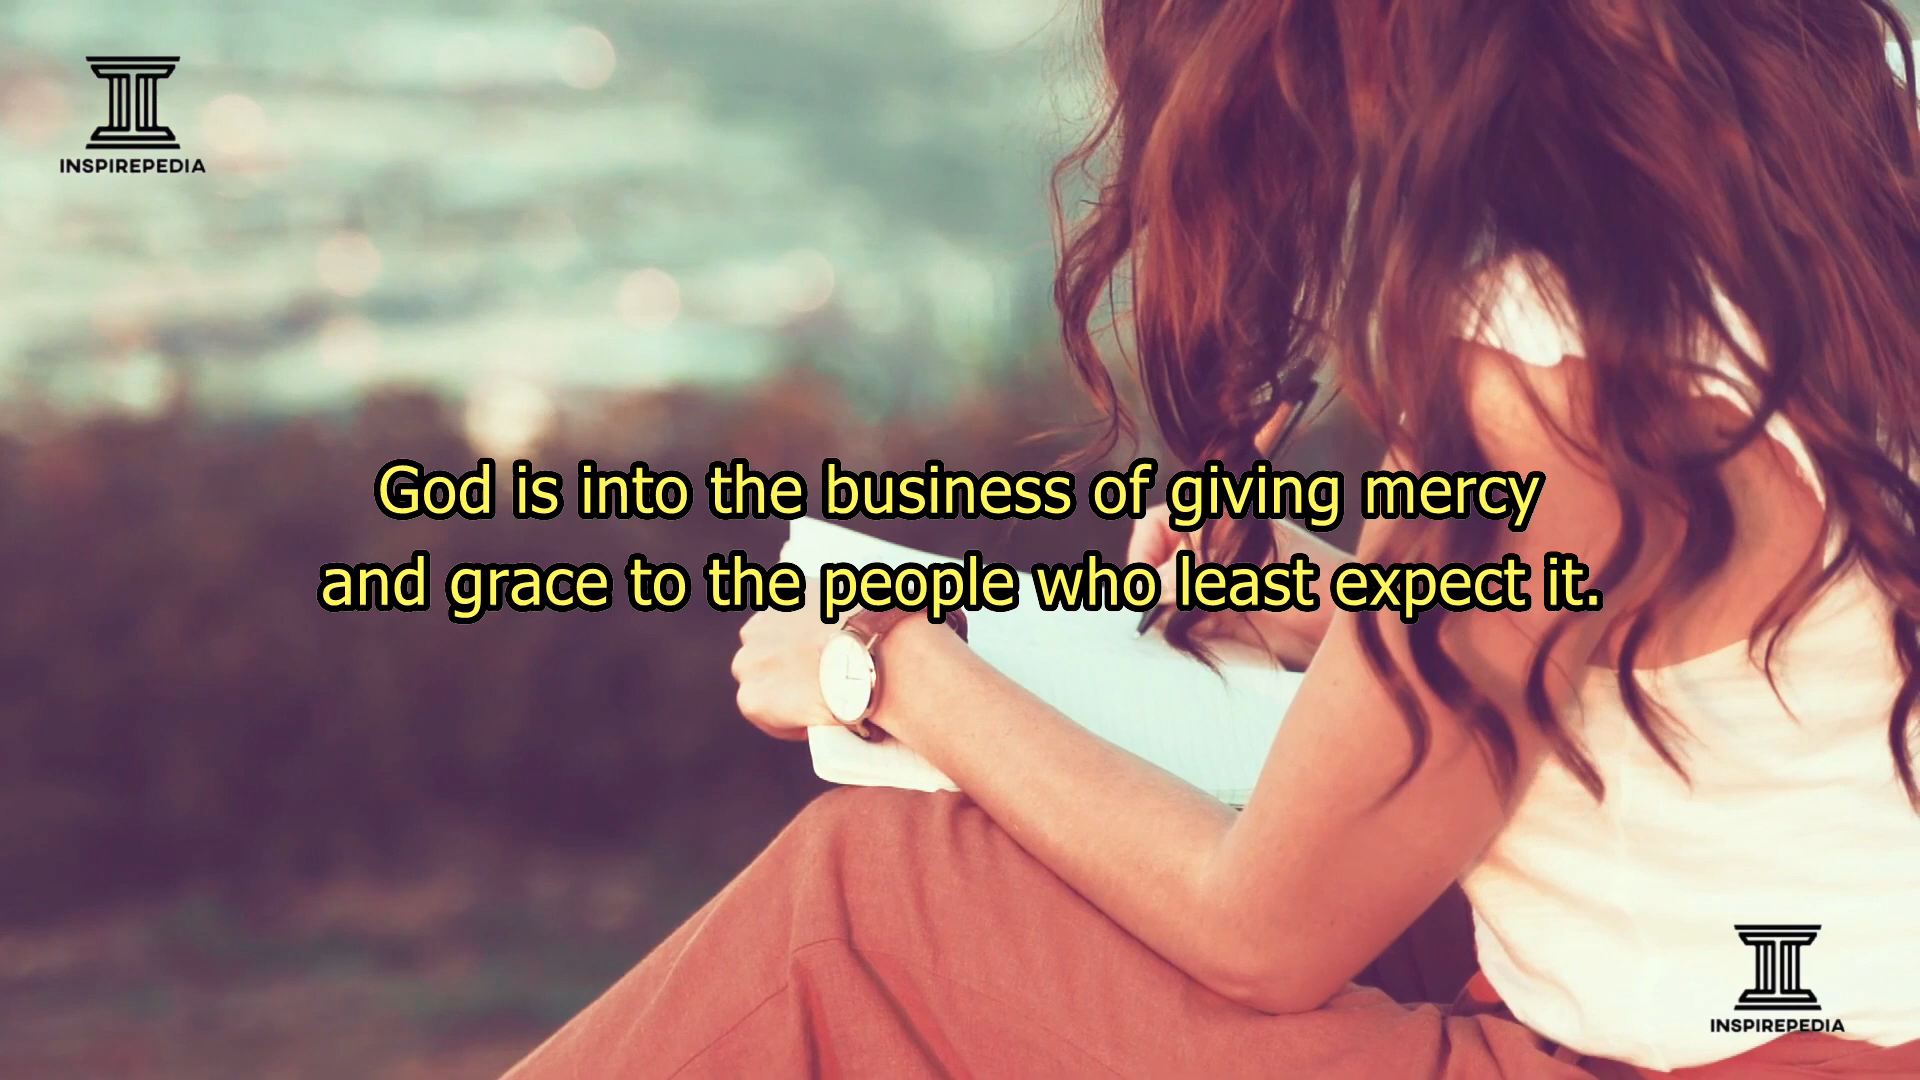 INSPIREPEDIA
God is into the business of giving mercy
and grace to the people who least expect it.
INSPIREPEDIA